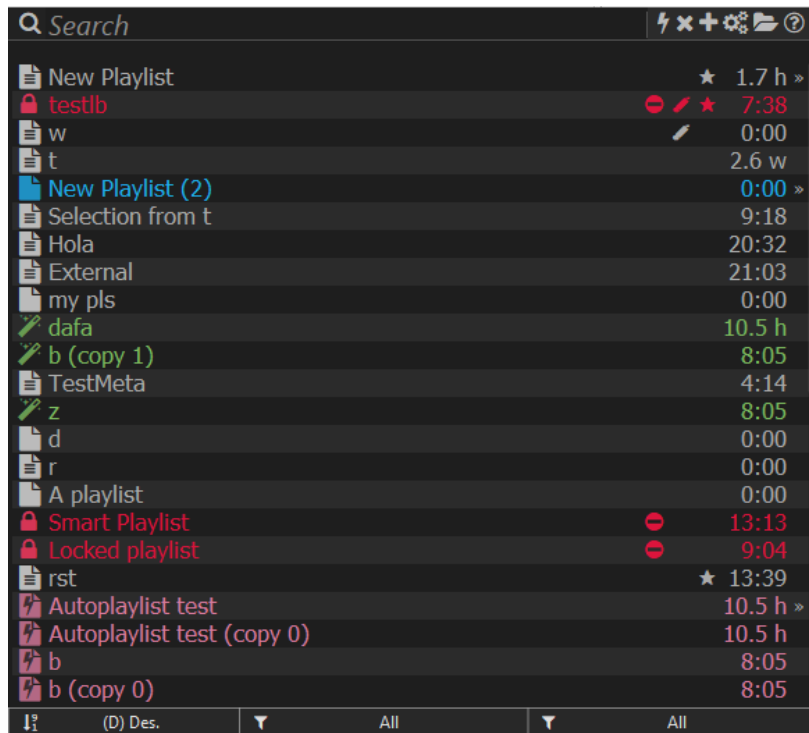 Search
New Playlist 1.7 h »
testlb 7:38
w 0:00
t 2.6 w
New Playlist (2) 0:00 »
Selection from t 9:18
Hola 20:32
External 21:03
my pls 0:00
dafa 10.5 h
b (copy 1) 8:05
TestMeta 4:14
z 8:05
d 0:00
r 0:00
A playlist 0:00
Smart Playlist 13:13
Locked playlist 9:04
rst 13:39
Autoplaylist test 10.5 h »
Autoplaylist test (copy 0) 10.5 h
b 8:05
b (copy 0) 8:05
(D) Des. All All